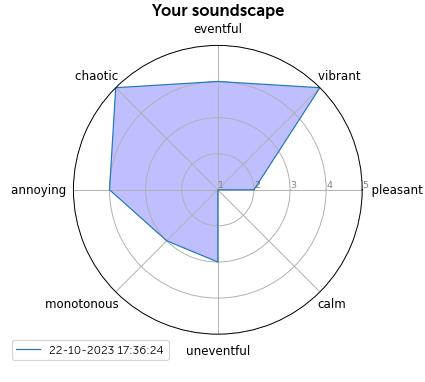 Your soundscape
eventful
chaotic
vibrant
annoying
1 2 3 4 5
pleasant
monotonous
calm
uneventful
22-10-2023 17:36:24